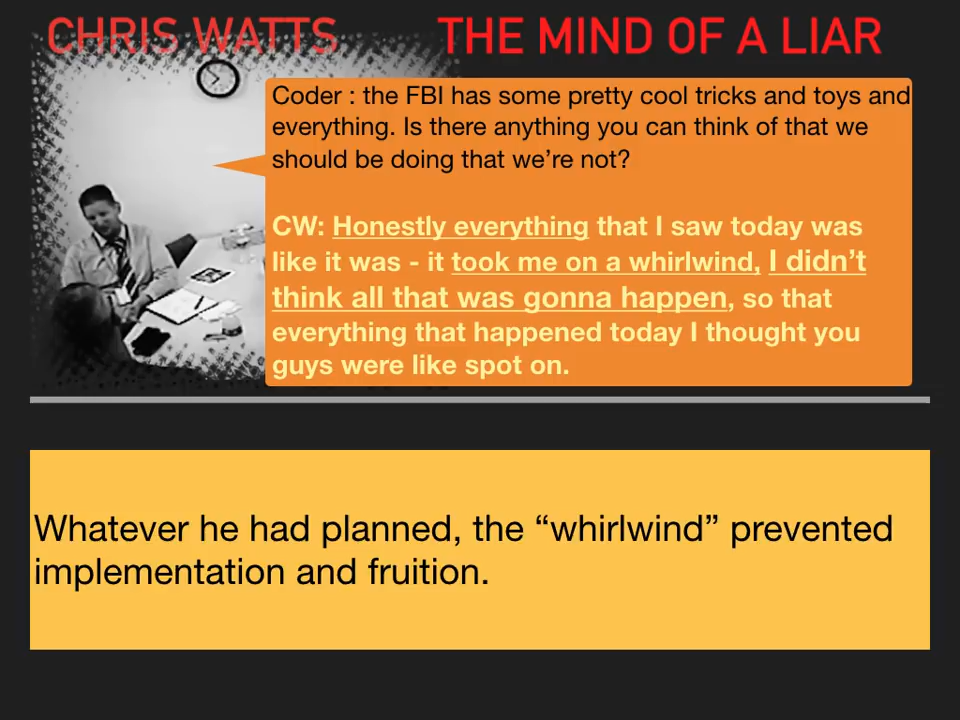 CHRIS WATTS THE MIND OF A LIAR
Coder : the FBI has some pretty cool tricks and toys and
everything. Is there anything you can think of that we
should be doing that we’re not?
CW: Honestly everything that I saw today was
like it was - it took me on a whirlwind, I didn’t
think all that was gonna happen, so that
everything that happened today I thought you
guys were like spot on.
Whatever he had planned, the “whirlwind” prevented
implementation and fruition.